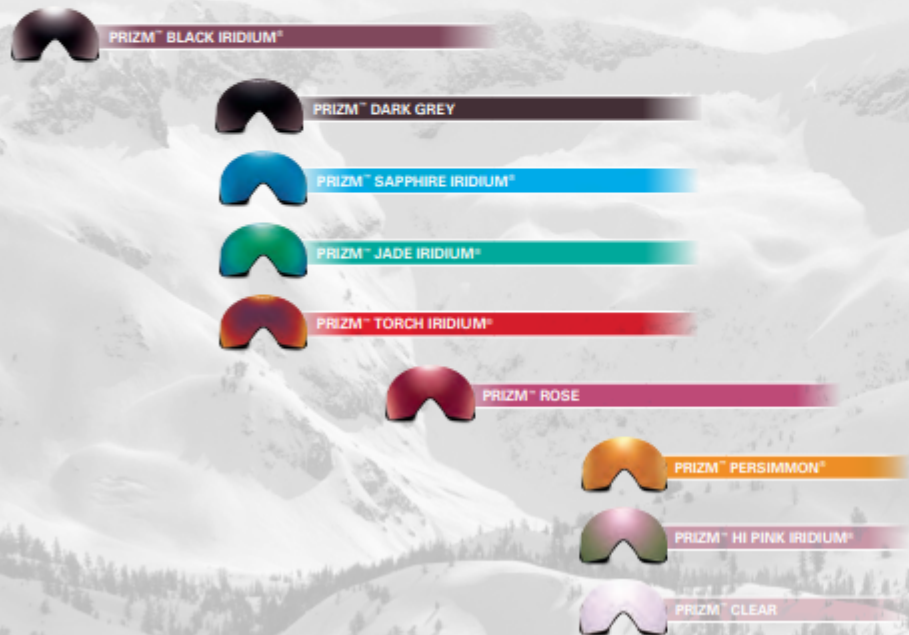 PRIZM™ BLACK IRIDIUM®
PRIZM™ DARK GREY
PRIZM™ SAPPHIRE IRIDIUM®
PRIZM™ JADE IRIDIUM®
PRIZM™ TORCH IRIDIUM®
PRIZM™ ROSE
PRIZM™ PERSIMMON®
PRIZM™ HI PINK IRIDIUM®
PRIZM™ CLEAR